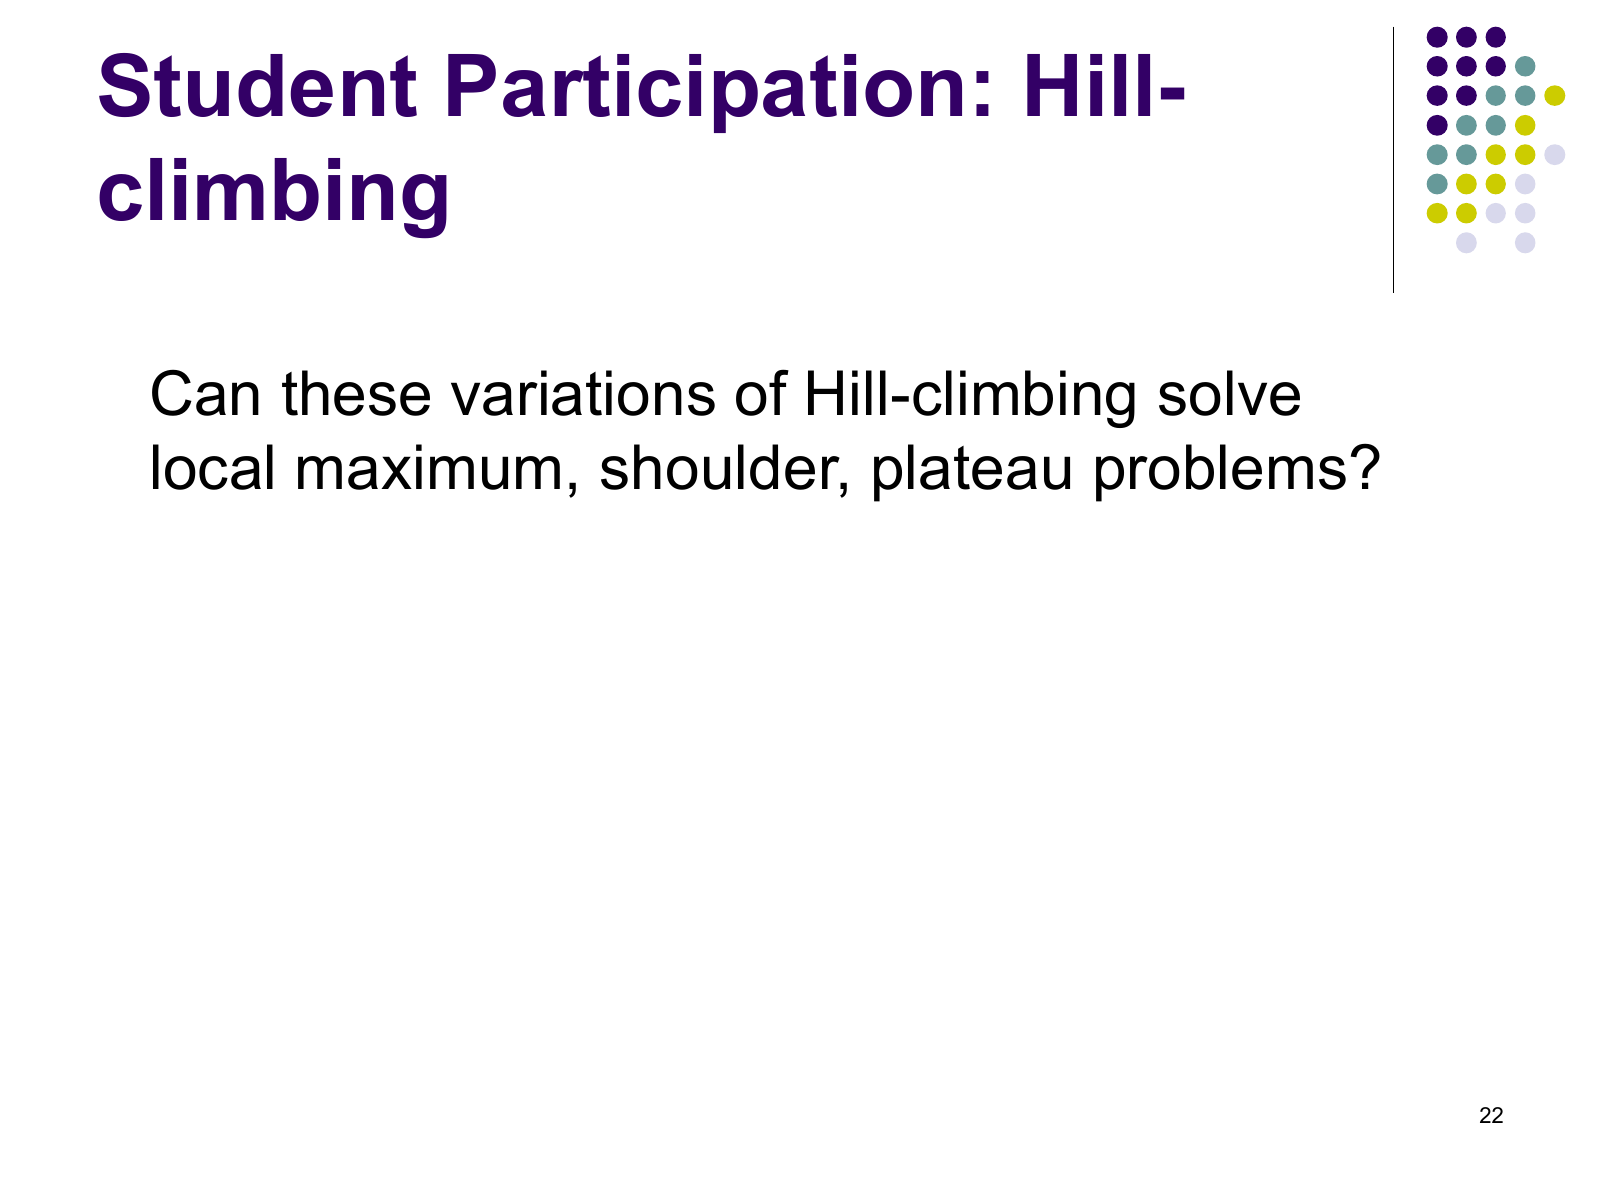 Student Participation: Hill-
climbing
Can these variations of Hill-climbing solve
local maximum, shoulder, plateau problems?
22